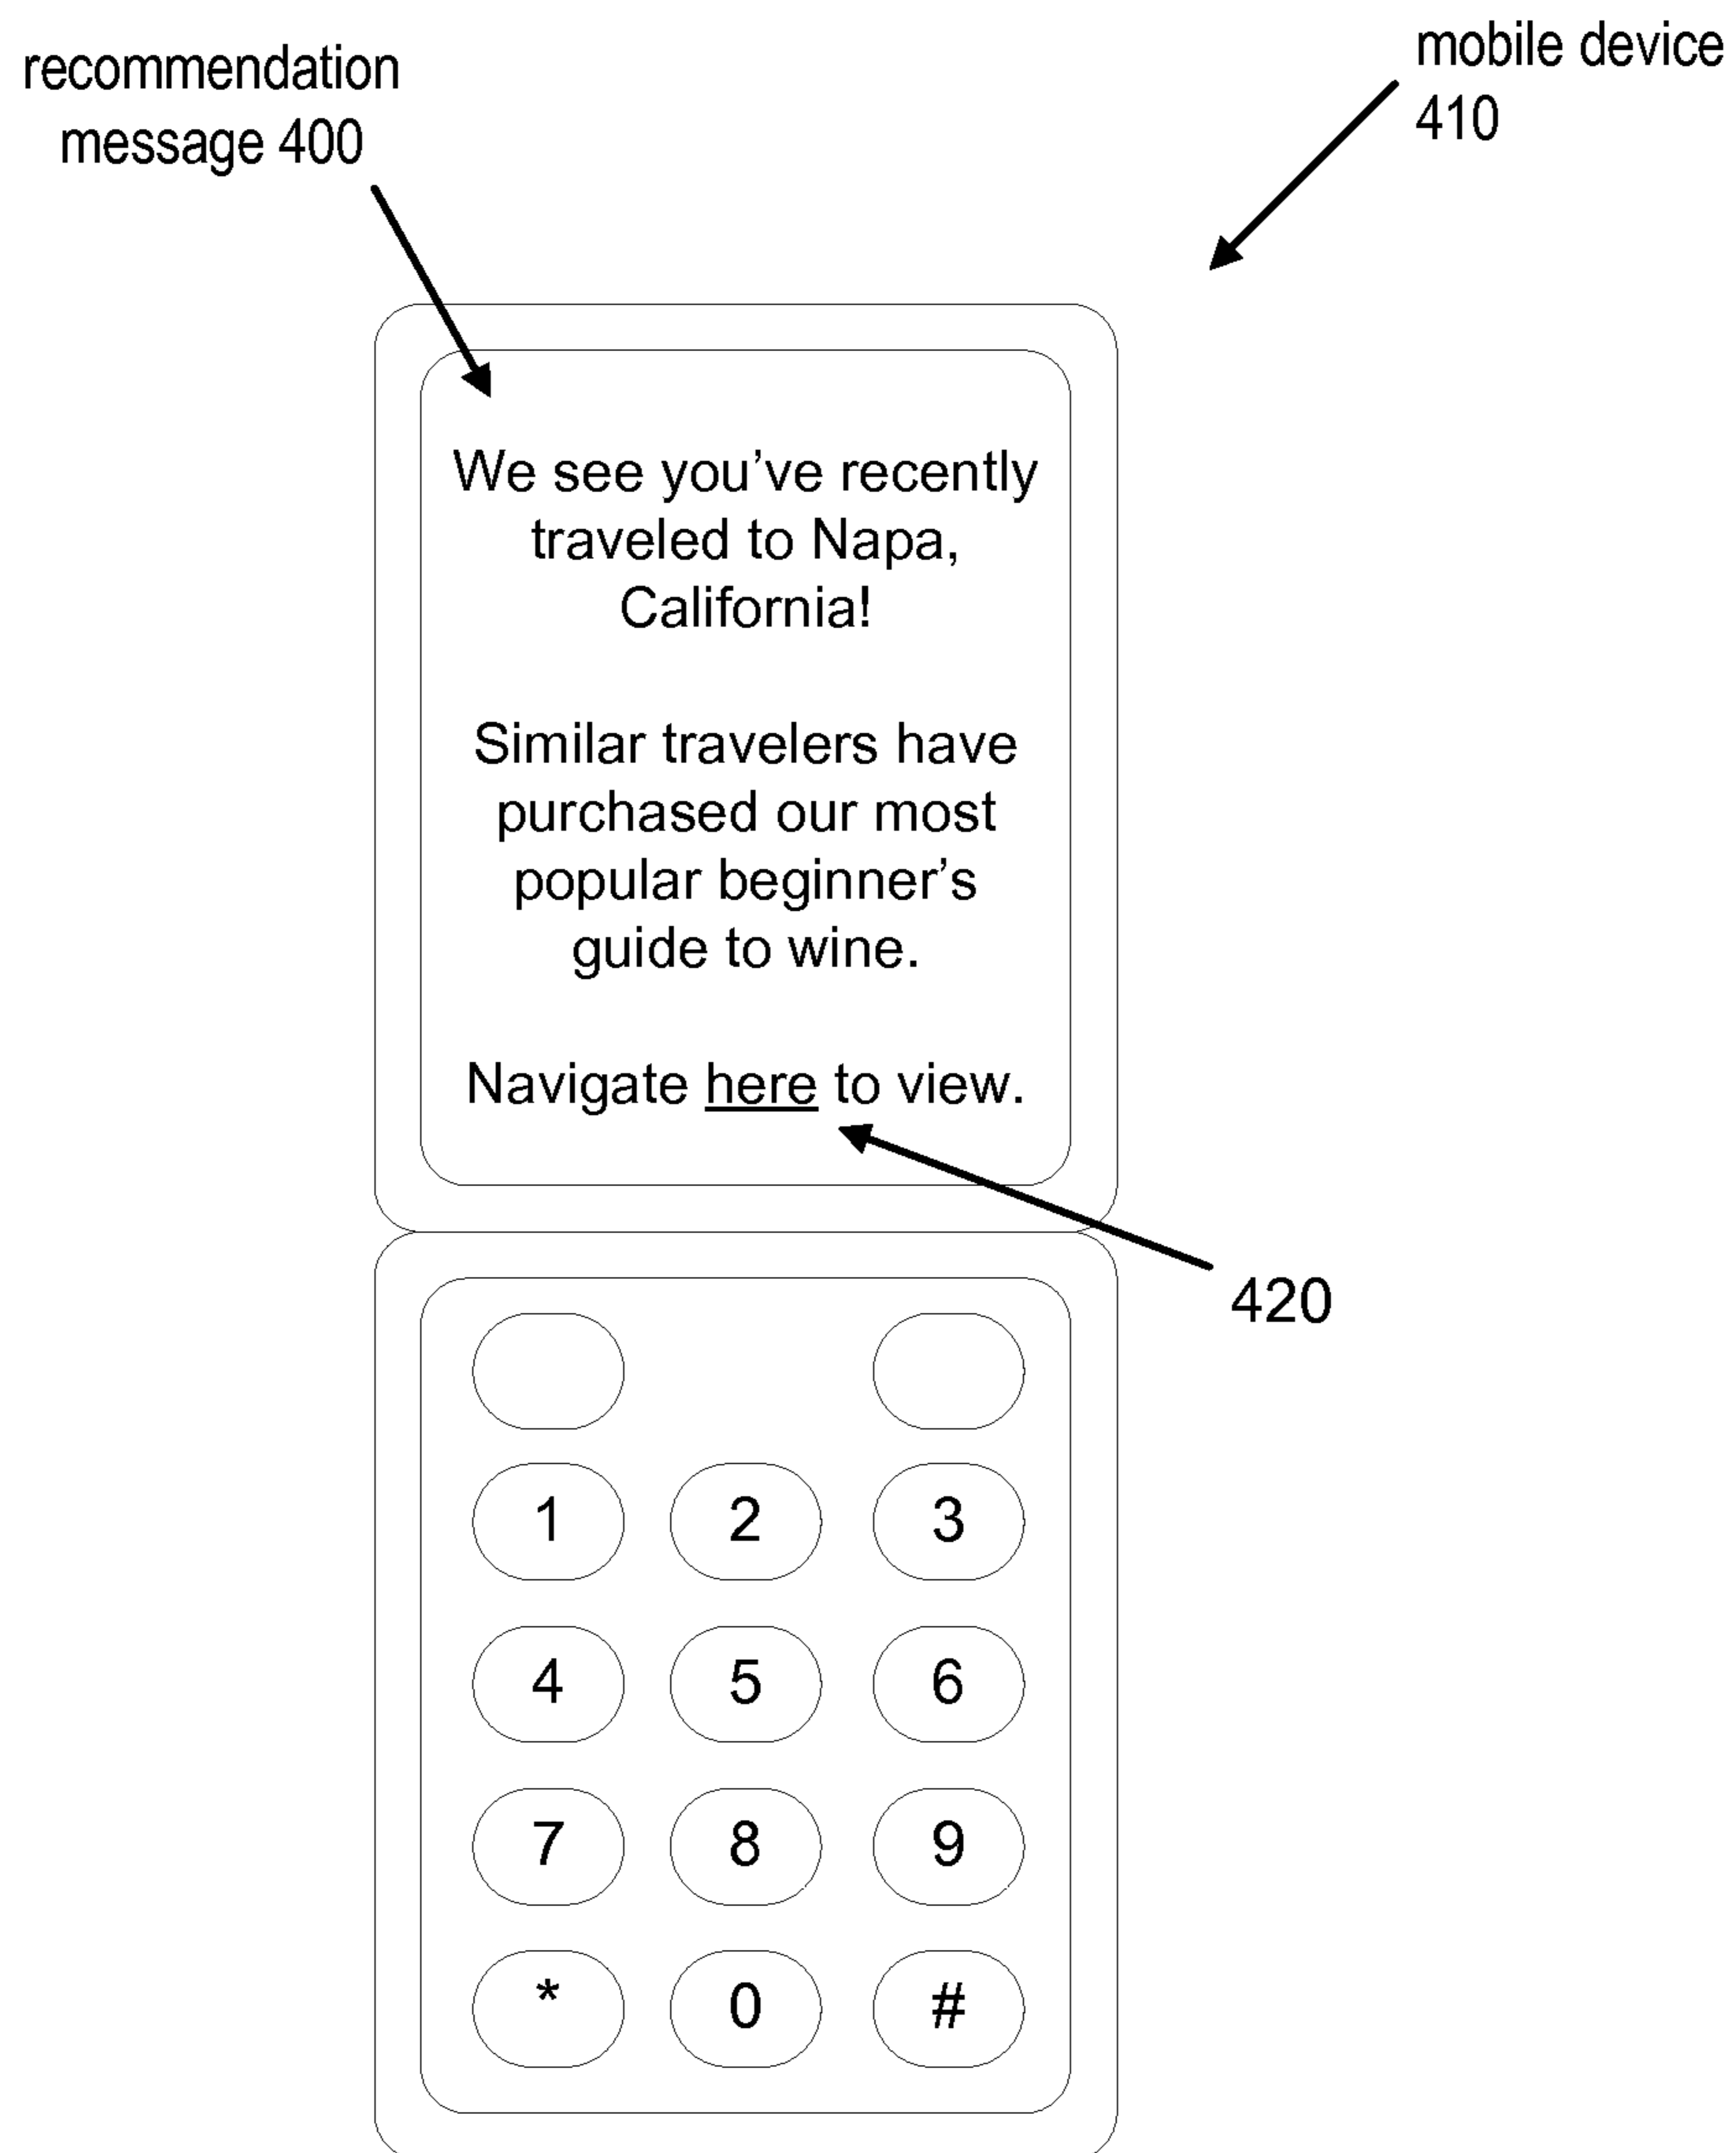 recommendation
message 400
mobile device
410
We see you've recently
traveled to Napa,
California!
Similar travelers have
purchased our most
popular beginner’s
guide to wine.
Navigate here to view.
420
1 2 3
4 5 6
7 8 9
* 0 #